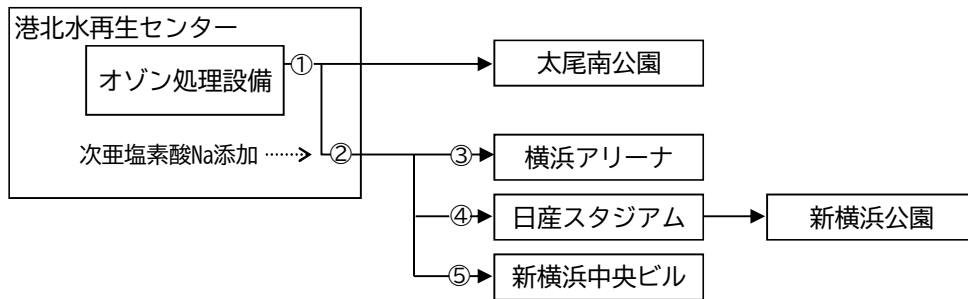 港北水再生センター
オゾン処理設備
①
太尾南公園
次亜塩素酸Na添加
②
③
横浜アリーナ
④
日産スタジアム
新横浜公園
⑤
新横浜中央ビル